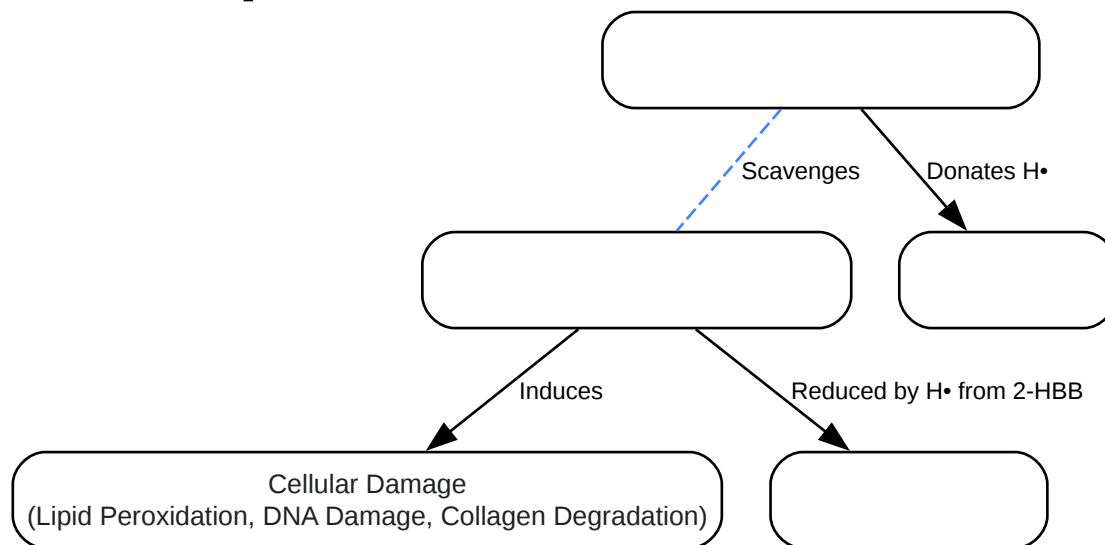 Scavenges
Donates H•
Induces
Reduced by H• from 2-HBB
Cellular Damage
(Lipid Peroxidation, DNA Damage, Collagen Degradation)